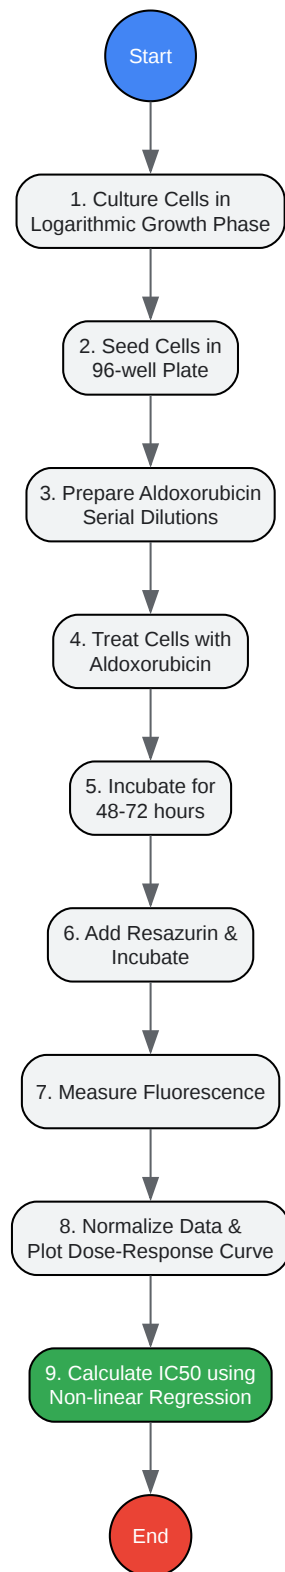 Start
1. Culture Cells in
Logarithmic Growth Phase
2. Seed Cells in
96-well Plate
3. Prepare Aldoxorubicin
Serial Dilutions
4. Treat Cells with
Aldoxorubicin
5. Incubate for
48-72 hours
6. Add Resazurin &
Incubate
7. Measure Fluorescence
8. Normalize Data &
Plot Dose-Response Curve
9. Calculate IC50 using
Non-linear Regression
End